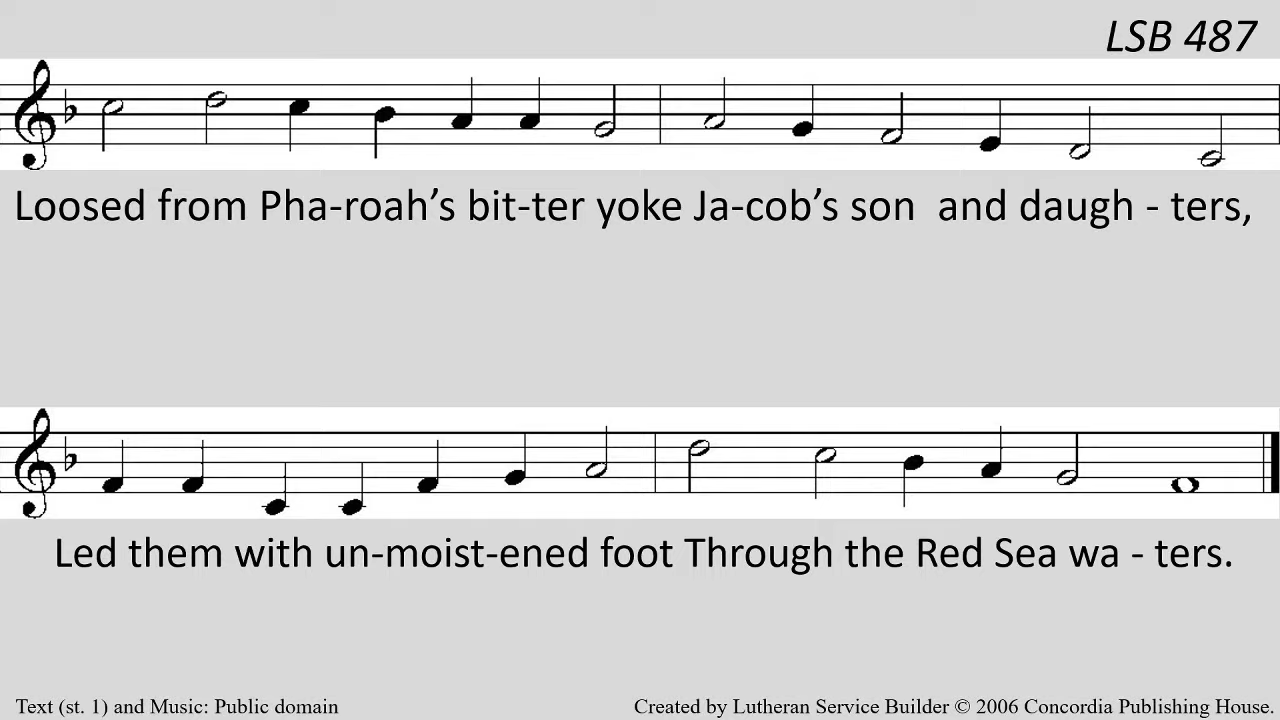 LSB 487
Loosed from Pha-roah’s bit-ter yoke Ja-cob’s son and daugh - ters,
Led them with un-moist-ened foot Through the Red Sea wa - ters.
Text (st. 1) and Music: Public domain
Created by Lutheran Service Builder © 2006 Concordia Publishing House.